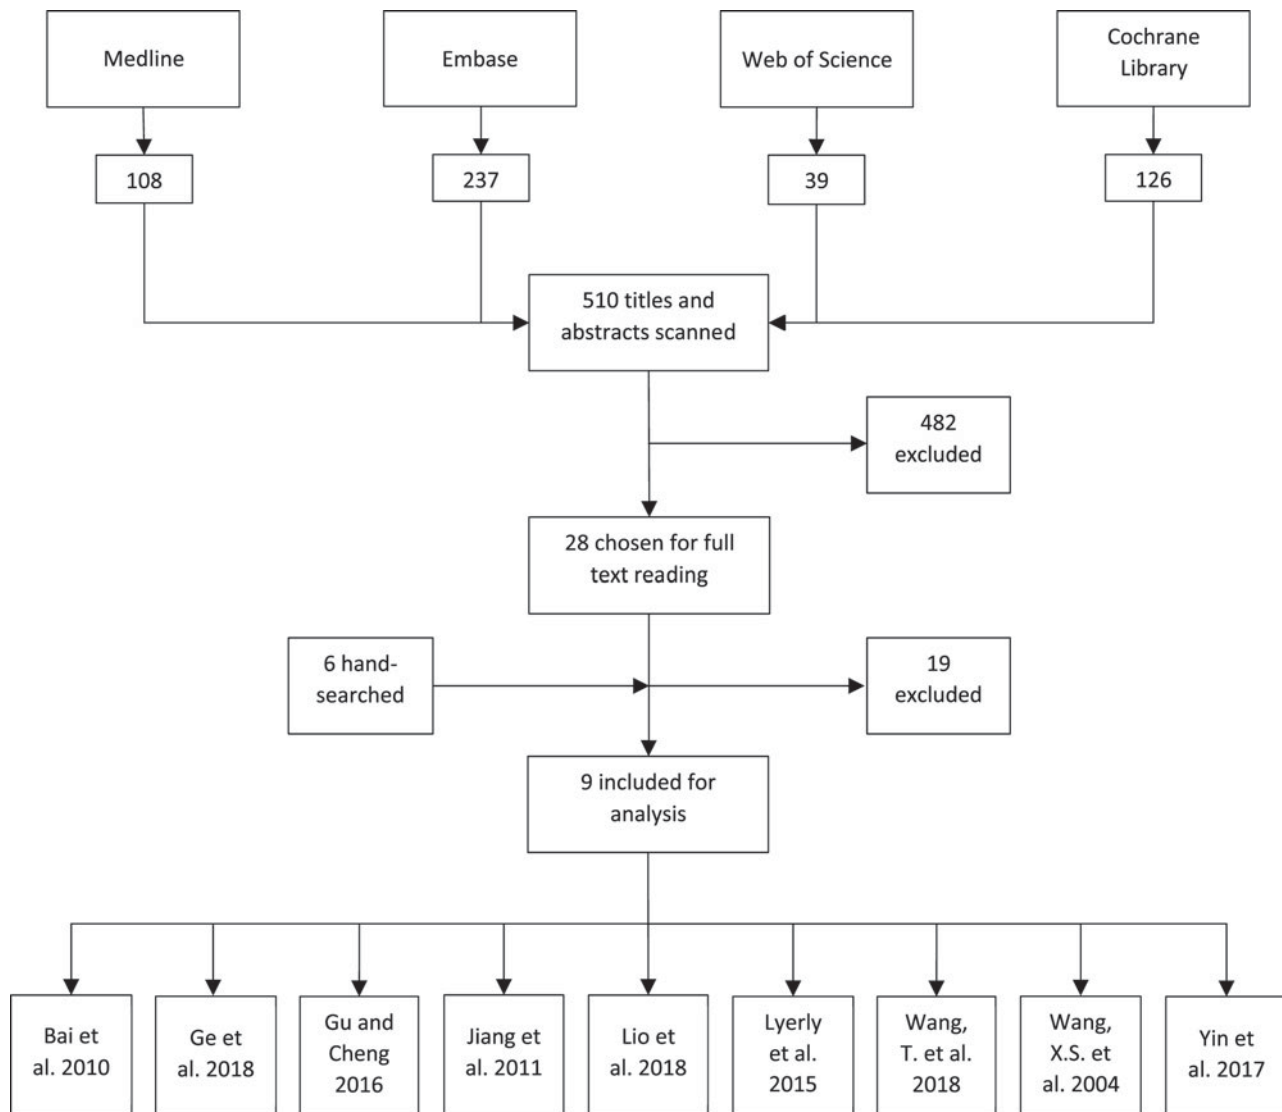 Medline
Embase
Web of Science
Cochrane
Library
108
237
39
126
510 titles and
abstracts scanned
482
excluded
28 chosen for full
text reading
6 hand-
searched
19
excluded
9 included for
analysis
Bai et
al. 2010
Ge et
al. 2018
Gu and
Cheng
2016
Jiang et
al. 2011
Lio et
al. 2018
Lyerly
et al.
2015
Wang,
T. et al.
2018
Wang,
X.S. et
al. 2004
Yin et
al. 2017